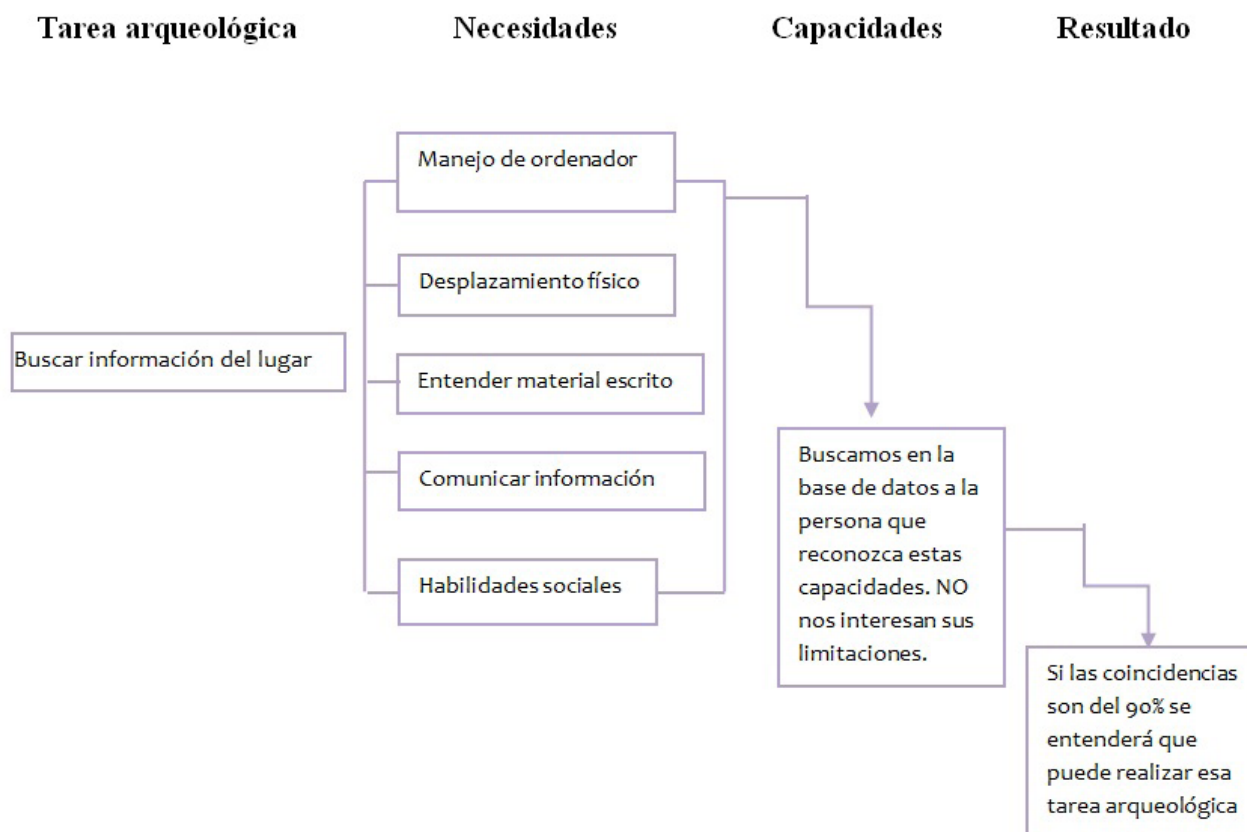 Tarea arqueológica
Necesidades
Capacidades
Resultado
Manejo de ordenador
Desplazamiento físico
Buscar información del lugar
Entender material escrito
Comunicar información
Habilidades sociales
Buscamos en la
base de datos a la
persona que
reconozca estas
capacidades. NO
nos interesan sus
limitaciones.
Si las coincidencias
son del 90% se
entenderá que
puede realizar esa
tarea arqueológica